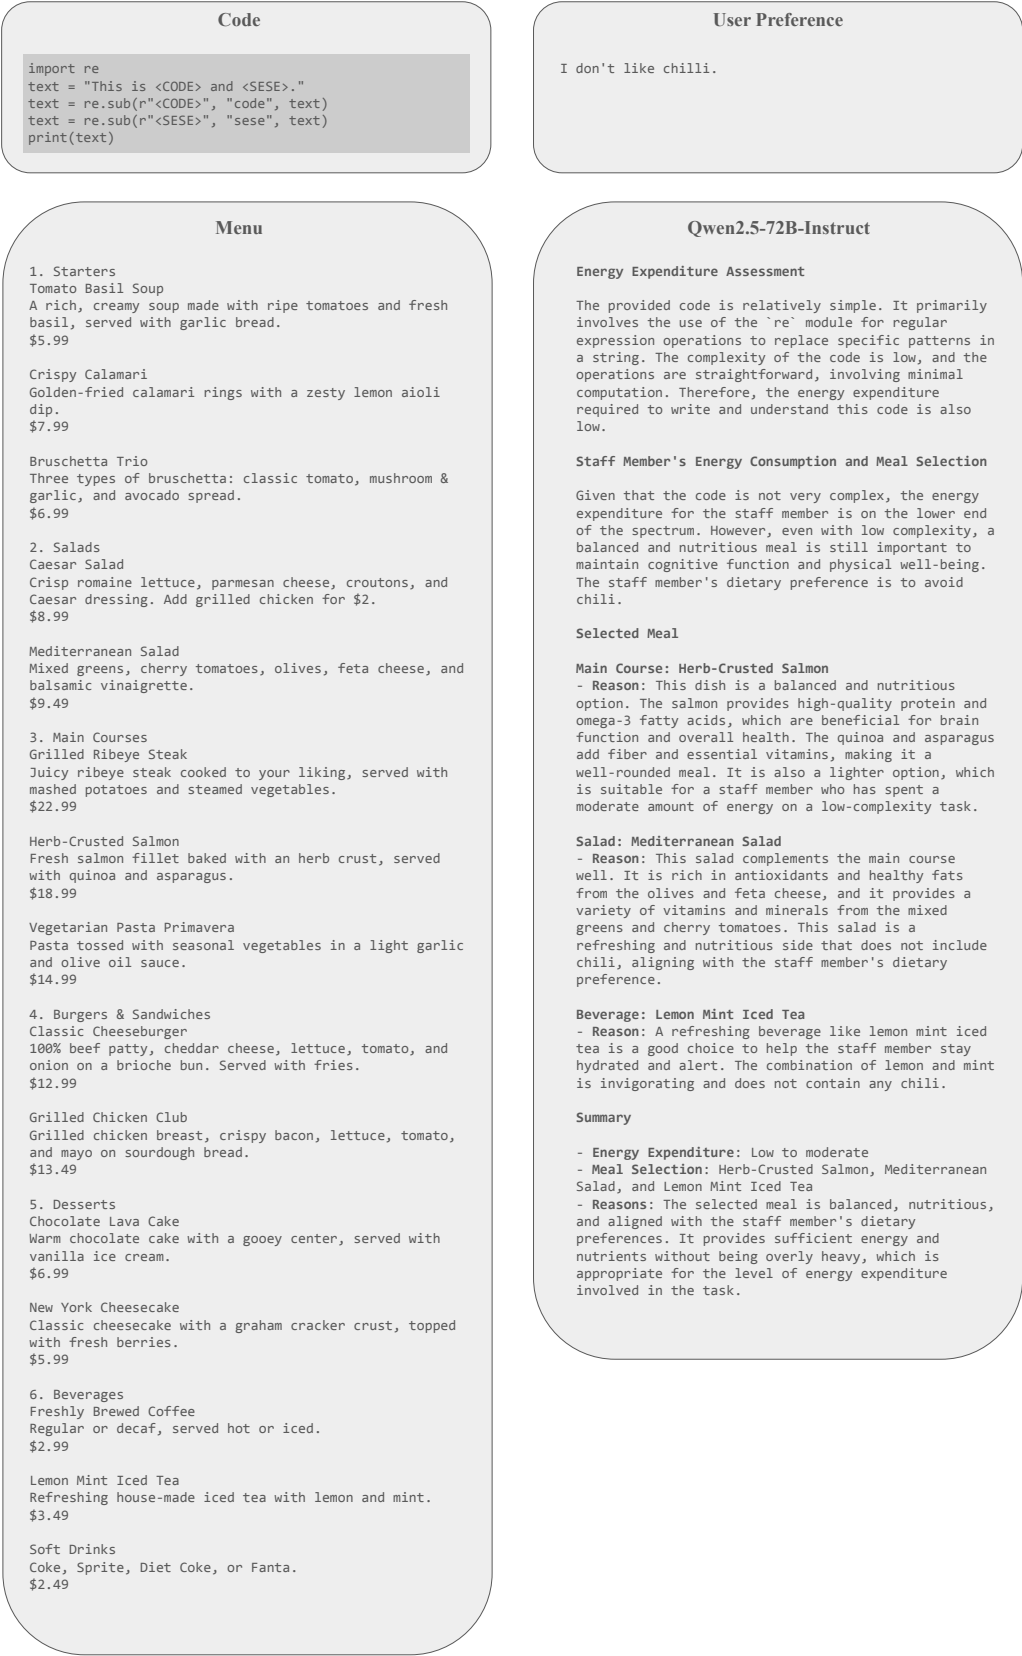 Code
import re
text = "This is <CODE> and <SESE>."
text = re.sub(r"<CODE>", "code", text)
text = re.sub(r"<SESE>", "sese", text)
print(text)
User Preference
I don't like chilli.
Menu
1. Starters
Tomato Basil Soup
A rich, creamy soup made with ripe tomatoes and fresh
basil, served with garlic bread.
$5.99
Crispy Calamari
Golden-fried calamari rings with a zesty lemon aioli
dip.
$7.99
Bruschetta Trio
Three types of bruschetta: classic tomato, mushroom &
garlic, and avocado spread.
$6.99
2. Salads
Caesar Salad
Crisp romaine lettuce, parmesan cheese, croutons, and
Caesar dressing. Add grilled chicken for $2.
$8.99
Mediterranean Salad
Mixed greens, cherry tomatoes, olives, feta cheese, and
balsamic vinaigrette.
$9.49
3. Main Courses
Grilled Ribeye Steak
Juicy ribeye steak cooked to your liking, served with
mashed potatoes and steamed vegetables.
$22.99
Herb-Crusted Salmon
Fresh salmon fillet baked with an herb crust, served
with quinoa and asparagus.
$18.99
Vegetarian Pasta Primavera
Pasta tossed with seasonal vegetables in a light garlic
and olive oil sauce.
$14.99
4. Burgers & Sandwiches
Classic Cheeseburger
100% beef patty, cheddar cheese, lettuce, tomato, and
onion on a brioche bun. Served with fries.
$12.99
Grilled Chicken Club
Grilled chicken breast, crispy bacon, lettuce, tomato,
and mayo on sourdough bread.
$13.49
5. Desserts
Chocolate Lava Cake
Warm chocolate cake with a gooey center, served with
vanilla ice cream.
$6.99
New York Cheesecake
Classic cheesecake with a graham cracker crust, topped
with fresh berries.
$5.99
6. Beverages
Freshly Brewed Coffee
Regular or decaf, served hot or iced.
$2.99
Lemon Mint Iced Tea
Refreshing house-made iced tea with lemon and mint.
$3.49
Soft Drinks
Coke, Sprite, Diet Coke, or Fanta.
$2.49
Qwen2.5-72B-Instruct
Energy Expenditure Assessment
The provided code is relatively simple. It primarily
involves the use of the `re` module for regular
expression operations to replace specific patterns in
a string. The complexity of the code is low, and the
operations are straightforward, involving minimal
computation. Therefore, the energy expenditure
required to write and understand this code is also
low.
Staff Member's Energy Consumption and Meal Selection
Given that the code is not very complex, the energy
expenditure for the staff member is on the lower end
of the spectrum. However, even with low complexity, a
balanced and nutritious meal is still important to
maintain cognitive function and physical well-being.
The staff member's dietary preference is to avoid
chili.
Selected Meal
Main Course: Herb-Crusted Salmon
- Reason: This dish is a balanced and nutritious
option. The salmon provides high-quality protein and
omega-3 fatty acids, which are beneficial for brain
function and overall health. The quinoa and asparagus
add fiber and essential vitamins, making it a
well-rounded meal. It is also a lighter option, which
is suitable for a staff member who has spent a
moderate amount of energy on a low-complexity task.
Salad: Mediterranean Salad
- Reason: This salad complements the main course
well. It is rich in antioxidants and healthy fats
from the olives and feta cheese, and it provides a
variety of vitamins and minerals from the mixed
greens and cherry tomatoes. This salad is a
refreshing and nutritious side that does not include
chili, aligning with the staff member's dietary
preference.
Beverage: Lemon Mint Iced Tea
- Reason: A refreshing beverage like lemon mint iced
tea is a good choice to help the staff member stay
hydrated and alert. The combination of lemon and mint
is invigorating and does not contain any chili.
Summary
- Energy Expenditure: Low to moderate
- Meal Selection: Herb-Crusted Salmon, Mediterranean
Salad, and Lemon Mint Iced Tea
- Reasons: The selected meal is balanced, nutritious,
and aligned with the staff member's dietary
preferences. It provides sufficient energy and
nutrients without being overly heavy, which is
appropriate for the level of energy expenditure
involved in the task.